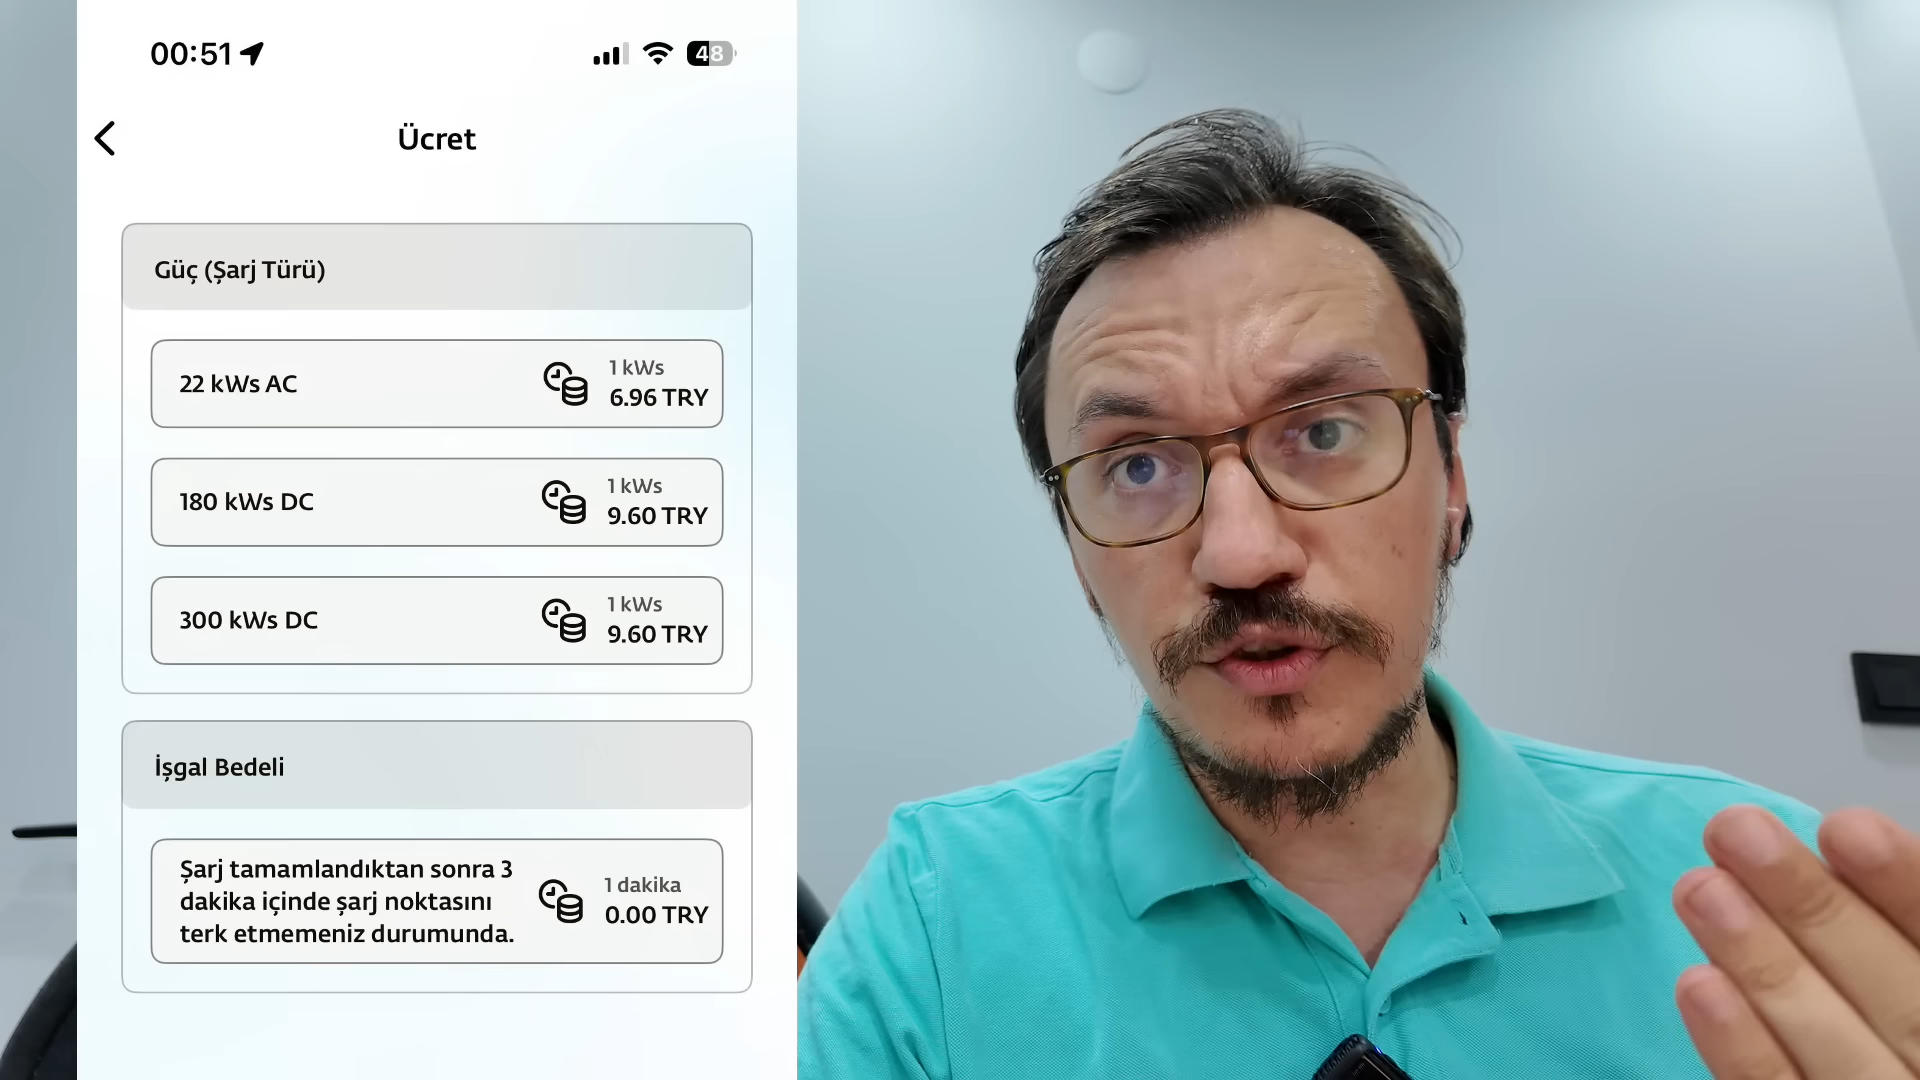 00:51
48
Ücret
Güç (Şarj Türü)
22 kWs AC
1 kWs
6.96 TRY
180 kWs DC
1 kWs
9.60 TRY
300 kWs DC
1 kWs
9.60 TRY
İşgal Bedeli
Şarj tamamlandıktan sonra 3
dakika içinde şarj noktasını
terk etmemeniz durumunda.
1 dakika
0.00 TRY